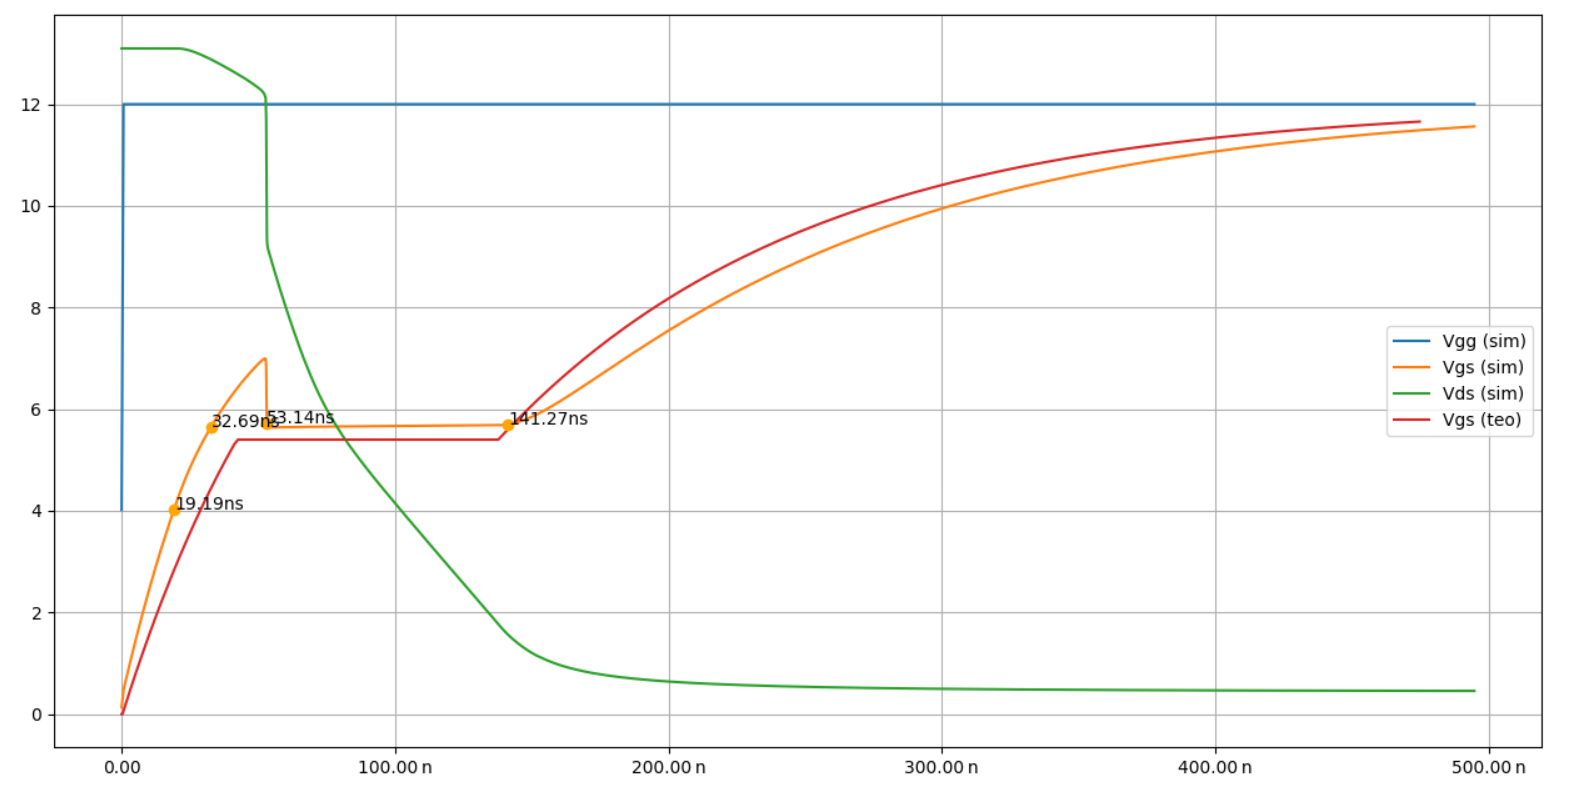 12
10
8
6
4
2
0
Vgg (sim)
Vgs (sim)
Vds (sim)
Vgs (teo)
32.69ns
53.14ns
141.27ns
19.19ns
0.00
100.00 n
200.00 n
300.00 n
400.00 n
500.00 n